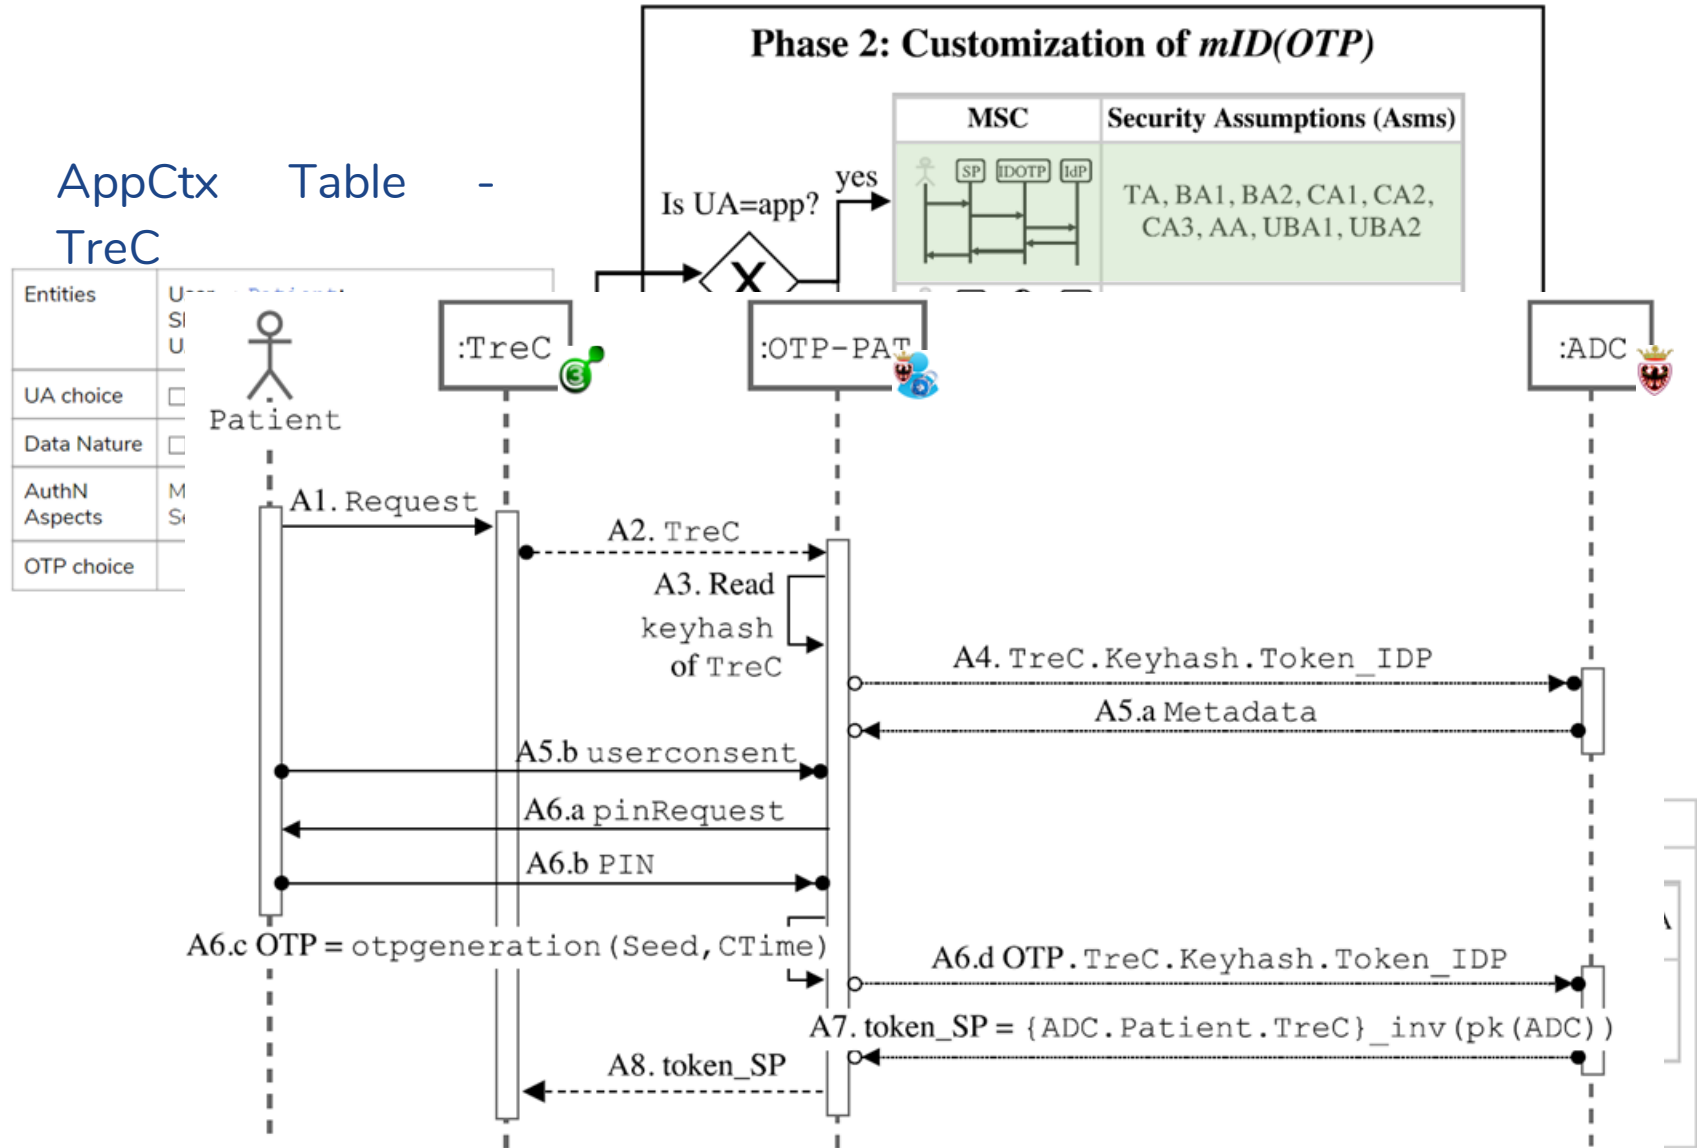 Phase 2: Customization of mID(OTP)
MSC
Security Assumptions (Asms)
SP
IDOTP
IdP
TA, BA1, BA2, CA1, CA2,
CA3, AA, UBA1, UBA2
yes
Is UA=app?
X
AppCtx Table -
TreC
Entities
UA choice
Data Nature
AuthN
Aspects
OTP choice
Patient
:TreC
3
:OTP-PAT
:ADC
A1. Request
A2. TreC
A3. Read
keyhash
of TreC
A4. TreC.Keyhash.Token_IDP
A5.a Metadata
A5.b userconsent
A6.a pinRequest
A6.b PIN
A6.c OTP = otpgeneration(Seed,CTime)
A6.d OTP.TreC.Keyhash.Token_IDP
A7. token_SP = {ADC.Patient.TreC}_inv(pk(ADC))
A8. token_SP